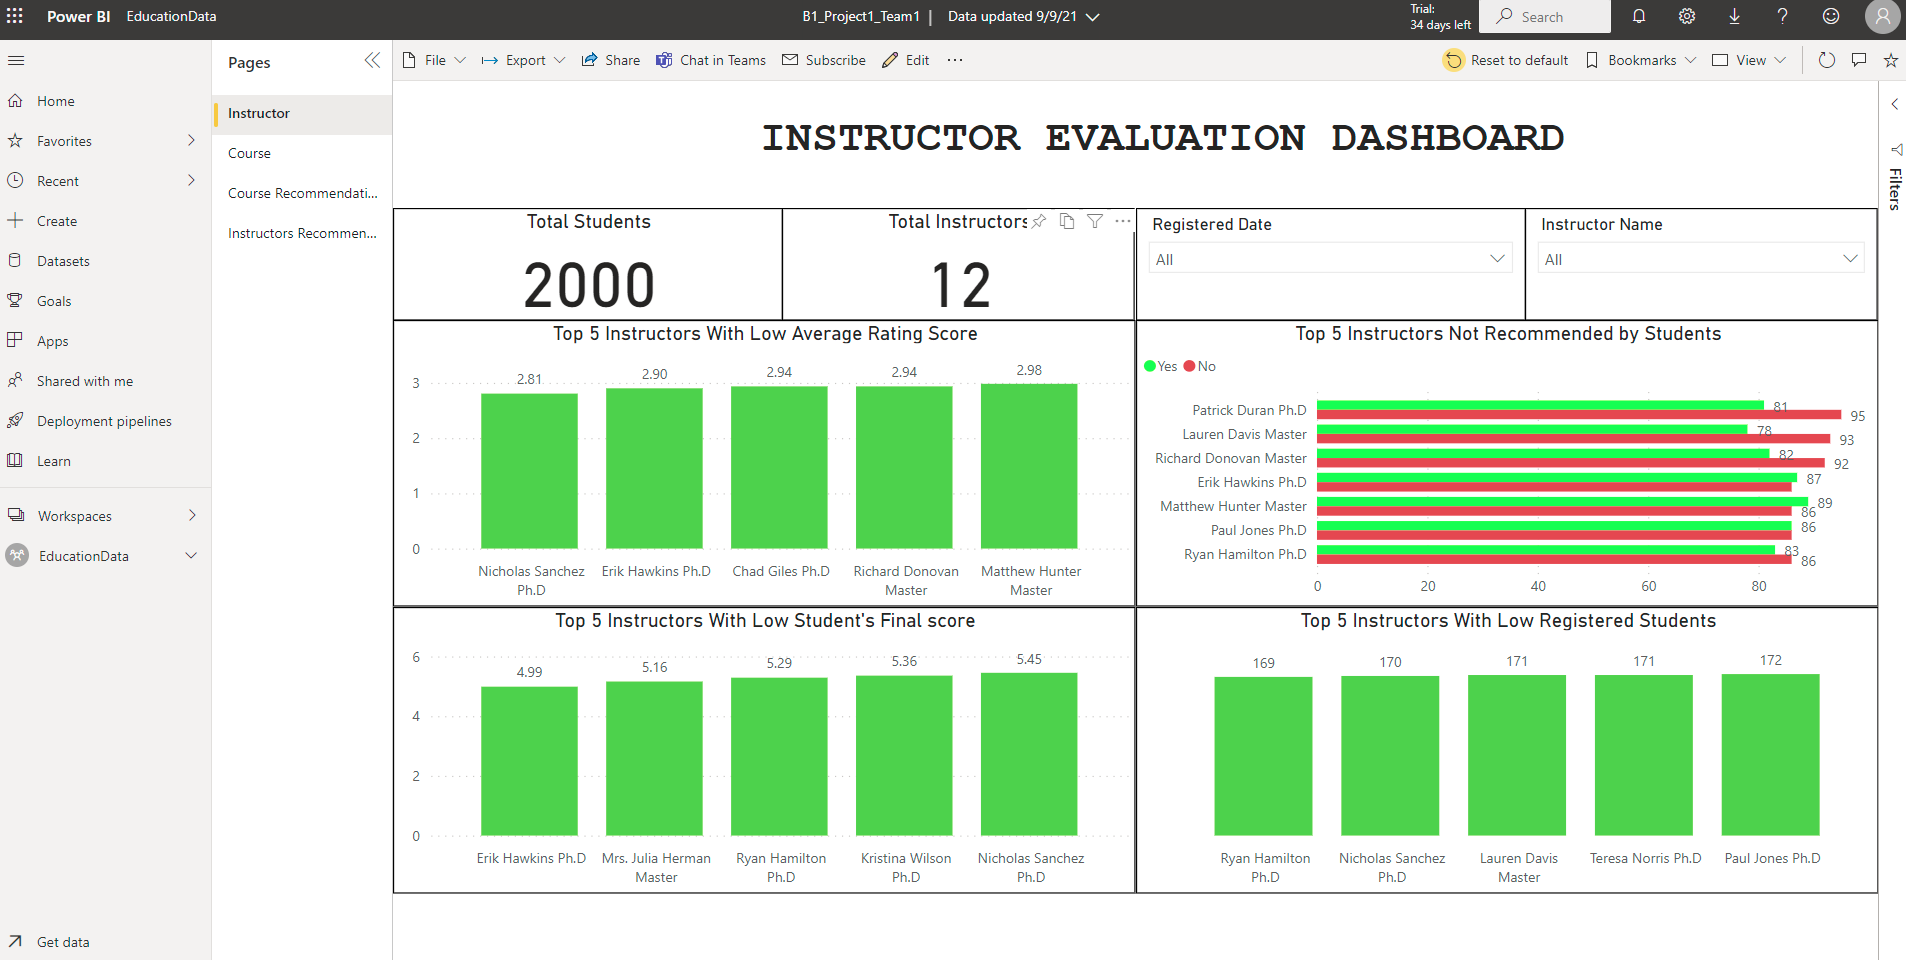 Power BI EducationData
B1_Project1_Team1 | Data updated 9/9/21
Trial:
34 days left
Search
Pages
File Export Share Chat in Teams Subscribe Edit ...
Reset to default Bookmarks View
Home
Favorites
Recent
Create
Datasets
Goals
Apps
Shared with me
Deployment pipelines
Learn
Workspaces
EducationData
Get data
Instructor
Course
Course Recommendati...
Instructors Recommen...
Filters
INSTRUCTOR EVALUATION DASHBOARD
Total Students
2000
Total Instructors
12
Registered Date
All
Instructor Name
All
Top 5 Instructors With Low Average Rating Score
3
2
1
0
2.81 2.90 2.94 2.94 2.98
Nicholas Sanchez Erik Hawkins Ph.D Chad Giles Ph.D Richard Donovan Matthew Hunter
Ph.D Master Master
Top 5 Instructors Not Recommended by Students
Yes No
Patrick Duran Ph.D 81 95
Lauren Davis Master 78 93
Richard Donovan Master 82 92
Erik Hawkins Ph.D 87
Matthew Hunter Master 89 86
Paul Jones Ph.D 86
Ryan Hamilton Ph.D 83 86
0 20 40 60 80
Top 5 Instructors With Low Student's Final score
6
4
2
0
4.99 5.16 5.29 5.36 5.45
Erik Hawkins Ph.D Mrs. Julia Herman Ryan Hamilton Kristina Wilson Nicholas Sanchez
Master Ph.D Ph.D Ph.D
Top 5 Instructors With Low Registered Students
169 170 171 171 172
Ryan Hamilton Nicholas Sanchez Lauren Davis Teresa Norris Ph.D Paul Jones Ph.D
Ph.D Ph.D Master